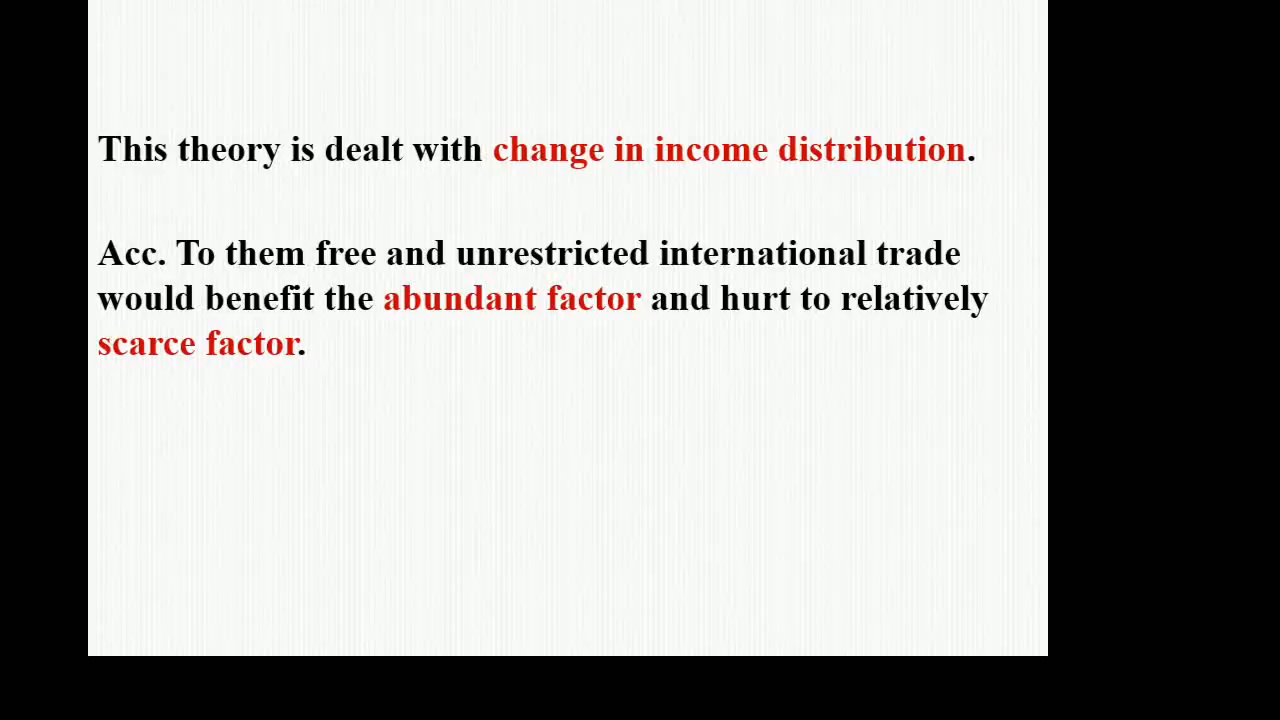 This theory is dealt with change in income distribution.
Acc. To them free and unrestricted international trade
would benefit the abundant factor and hurt to relatively
scarce factor.